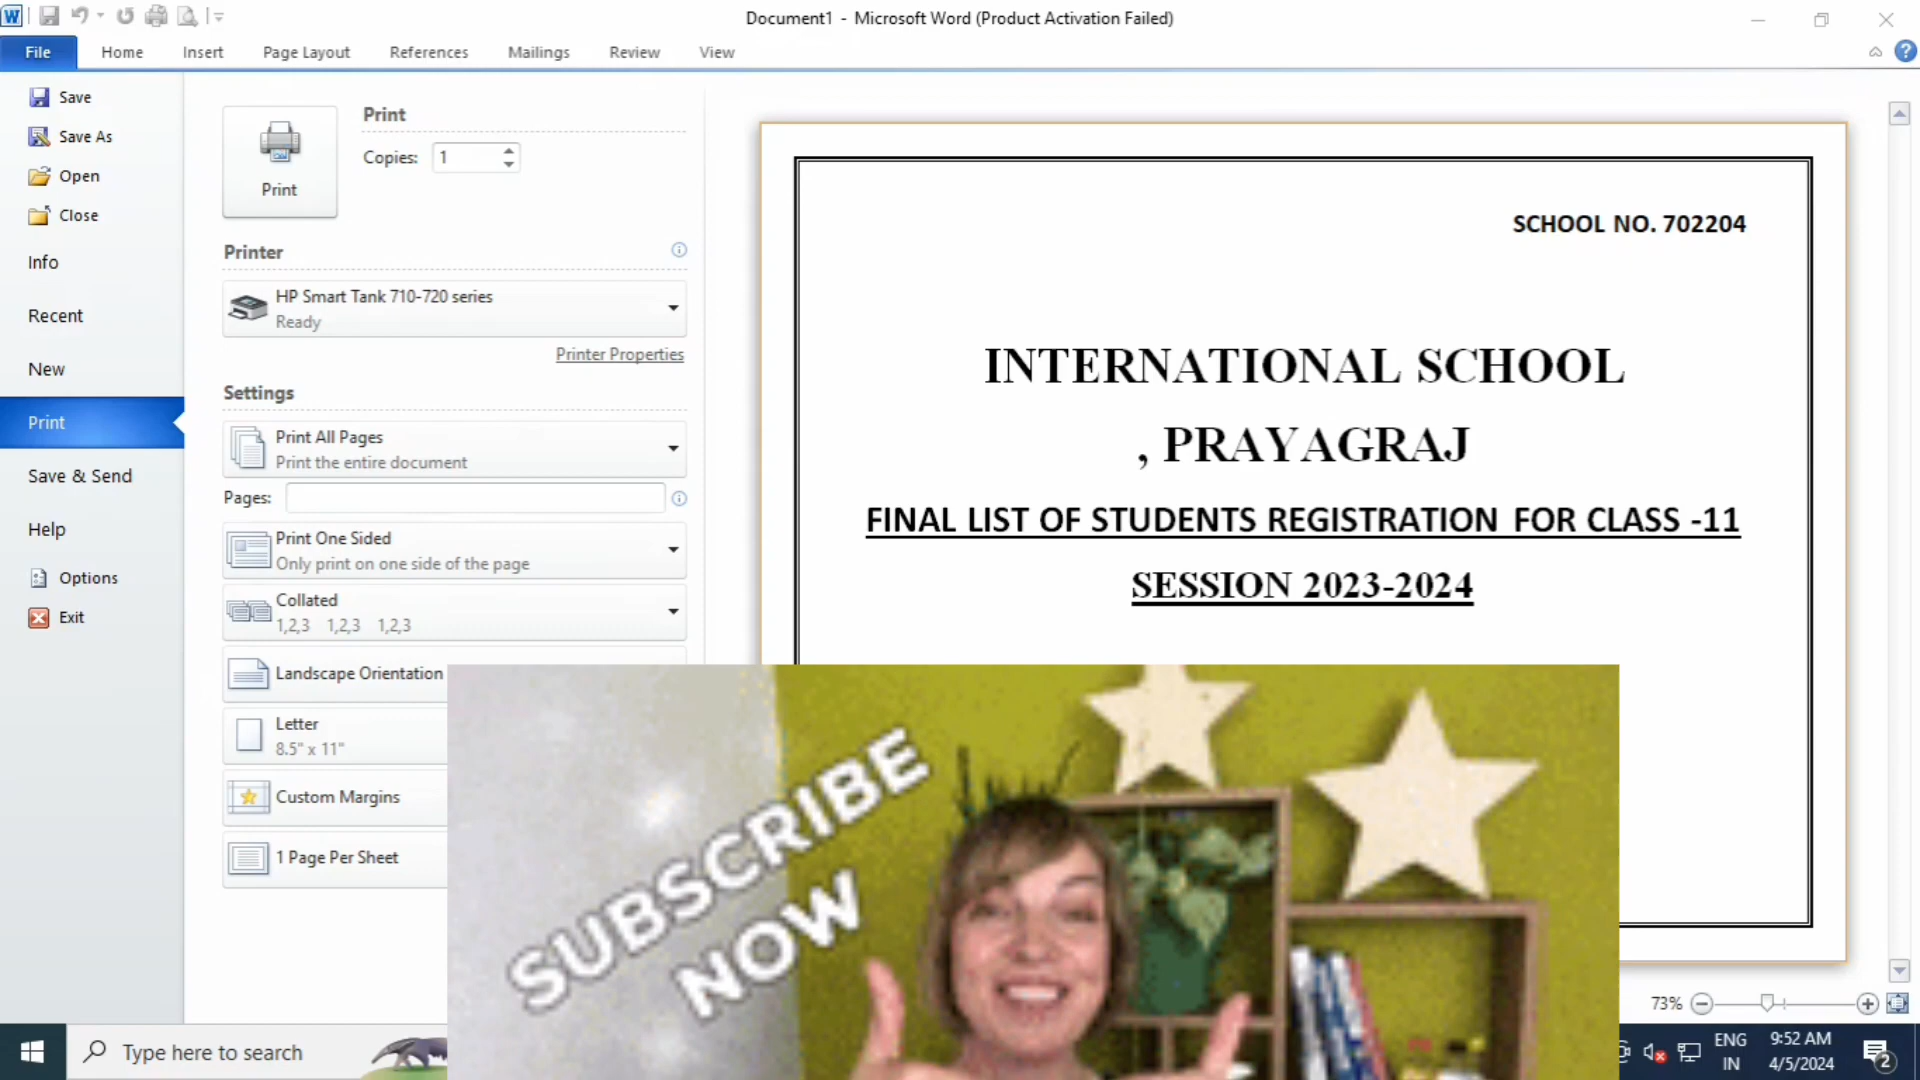 Document1 - Microsoft Word (Product Activation Failed)
File Home Insert Page Layout References Mailings Review View
Save
Save As
Open
Close
Info
Recent
New
Print
Save & Send
Help
Options
Exit
Print
Print
Copies: 1
Printer
HP Smart Tank 710-720 series
Ready
Printer Properties
Settings
Print All Pages
Print the entire document
Pages:
Print One Sided
Only print on one side of the page
Collated
1,2,3 1,2,3 1,2,3
Landscape Orientation
Letter
8.5" x 11"
Custom Margins
1 Page Per Sheet
SCHOOL NO. 702204
INTERNATIONAL SCHOOL
, PRAYAGRAJ
FINAL LIST OF STUDENTS REGISTRATION FOR CLASS -11
SESSION 2023-2024
SUBSCRIBE
NOW
73%
Type here to search
ENG
IN
9:52 AM
4/5/2024
2